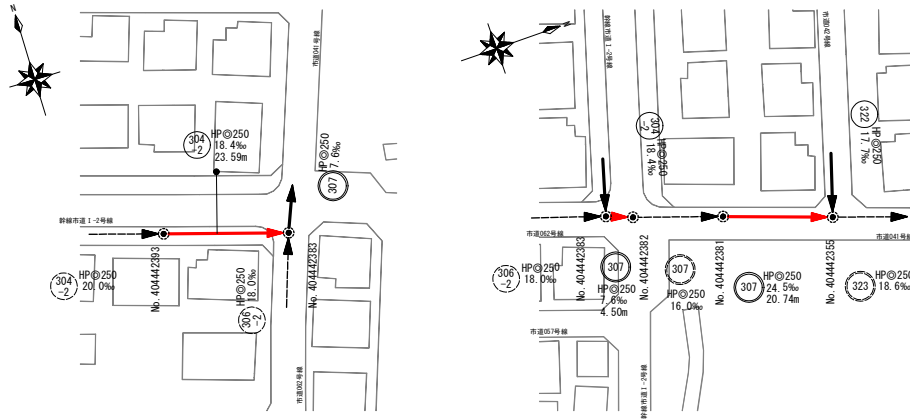 N
市道041号線
304
-2
HP◎250
18.4‰
23.59m
HP◎250
7.6‰
307
幹線市道Ⅰ-2号線
304
-2
HP◎250
20.0‰
No.404442393
HP◎250
18.0‰
306
-2
No.404442383
市道062号線
N
幹線市道Ⅰ-2号線
市道042号線
304
-2
HP◎250
18.4‰
322
HP◎250
17.7‰
市道062号線
市道041号線
306
-2
HP◎250
18.0‰
No.404442383
307
HP◎250
7.6‰
4.50m
No.404442382
307
HP◎250
16.0‰
No.404442381
307
HP◎250
24.5‰
20.74m
No.404442355
323
HP◎250
18.6‰
市道057号線
幹線市道Ⅰ-2号線